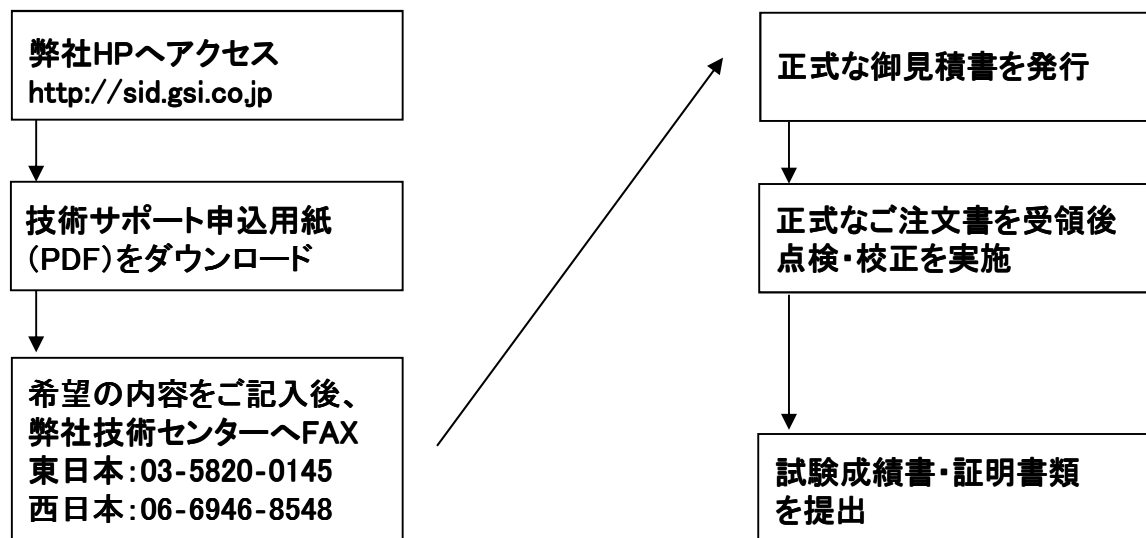 弊社HPへアクセス
http://sid.gsi.co.jp
技術サポート申込用紙
(PDF)をダウンロード
希望の内容をご記入後、
弊社技術センターへFAX
東日本：03-5820-0145
西日本：06-6946-8548
正式な御見積書を発行
正式なご注文書を受領後
点検・校正を実施
試験成績書・証明書類
を提出